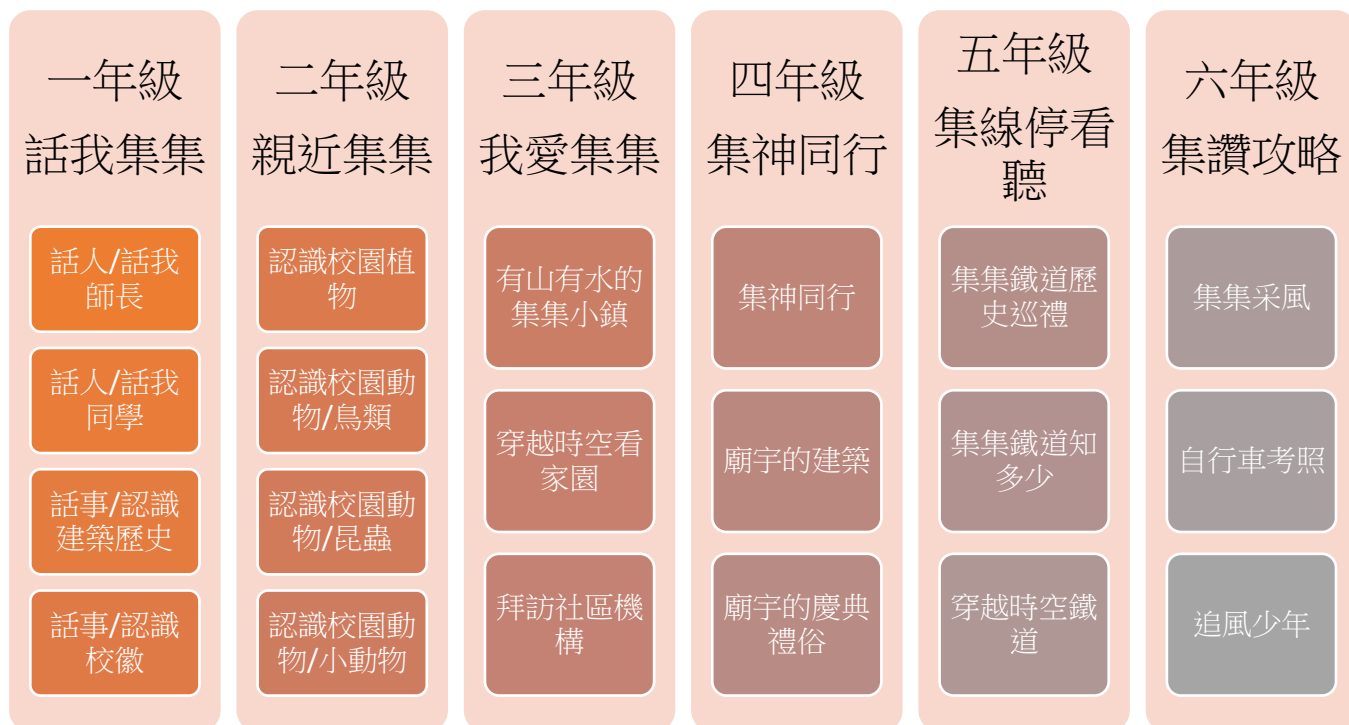 一年級
話我集集
話人/話我
師長
話人/話我
同學
話事/認識
建築歷史
話事/認識
校徽
二年級
親近集集
認識校園植
物
認識校園動
物/鳥類
認識校園動
物/昆蟲
認識校園動
物/小動物
三年級
我愛集集
有山有水的
集集小鎮
穿越時空看
家園
拜訪社區機
構
四年級
集神同行
集神同行
廟宇的建築
廟宇的慶典
禮俗
五年級
集線停看
聽
集集鐵道歷
史巡禮
集集鐵道知
多少
穿越時空鐵
道
六年級
集讚攻略
集集采風
自行車考照
追風少年